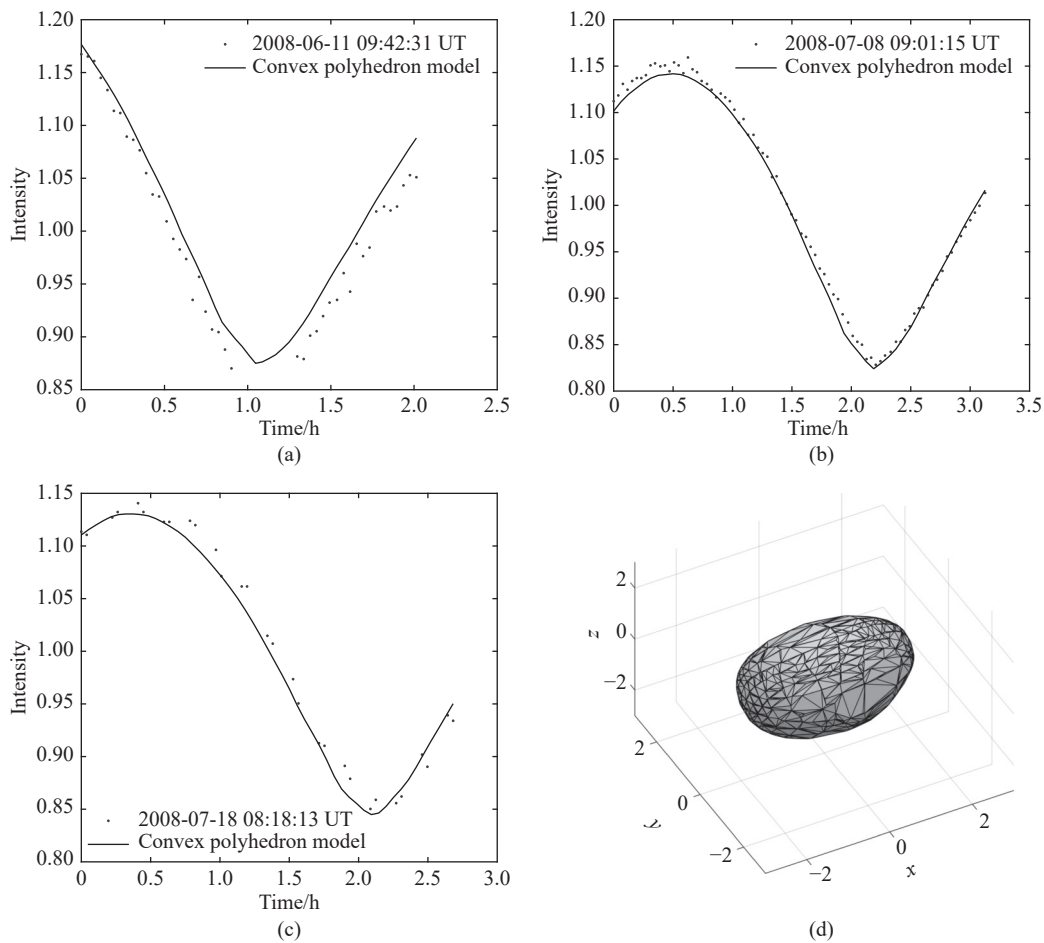 1.20
1.15
1.10
1.05
1.00
0.95
0.90
0.85
Intensity
2008-06-11 09:42:31 UT
Convex polyhedron model
0 0.5 1.0 1.5 2.0 2.5
Time/h
(a)
1.20
1.15
1.10
1.05
1.00
0.95
0.90
0.85
0.80
Intensity
2008-07-08 09:01:15 UT
Convex polyhedron model
0 0.5 1.0 1.5 2.0 2.5 3.0 3.5
Time/h
(b)
1.15
1.10
1.05
1.00
0.95
0.90
0.85
0.80
Intensity
2008-07-18 08:18:13 UT
Convex polyhedron model
0 0.5 1.0 1.5 2.0 2.5 3.0
Time/h
(c)
2
0
−2
z
2
0
−2
y
−2
0
2
x
(d)